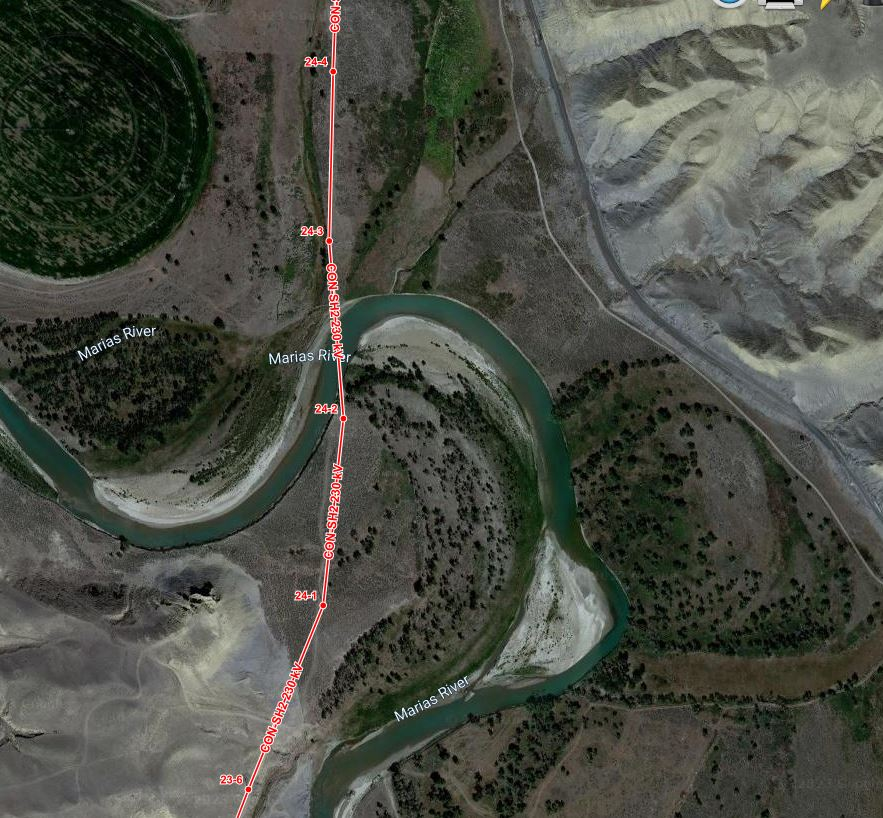 CON-
24-4
24-3
CON-SH2-230-kV
Marias River
Marias River
24-2
CON-SH2-230-kV
24-1
CON-SH2-230-kV
Marias River
23-6